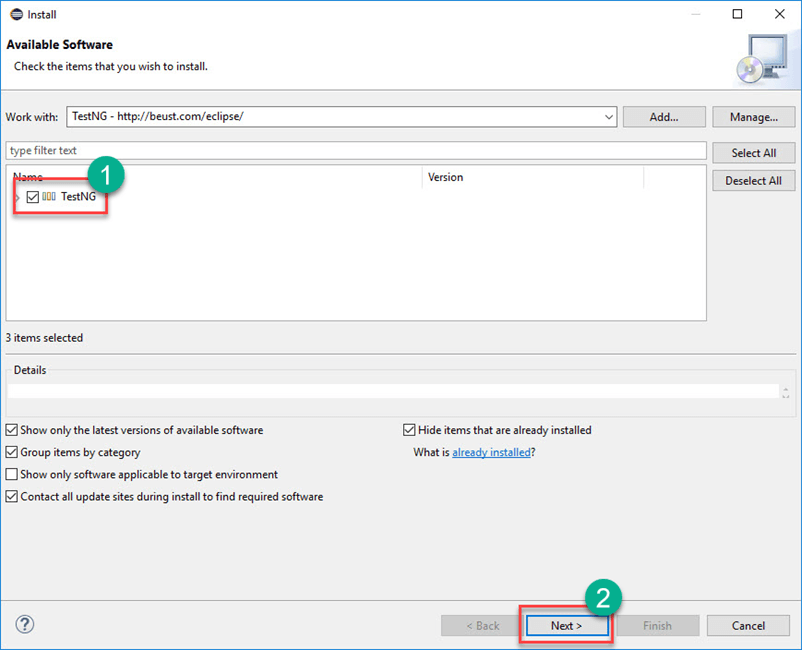 Install
Available Software
Check the items that you wish to install.
Work with: TestNG - http://beust.com/eclipse/ Add... Manage...
type filter text Select All
Name Version Deselect All
1
TestNG
3 items selected
Details
Show only the latest versions of available software Hide items that are already installed
Group items by category What is already installed?
Show only software applicable to target environment
Contact all update sites during install to find required software
2
? < Back Next > Finish Cancel